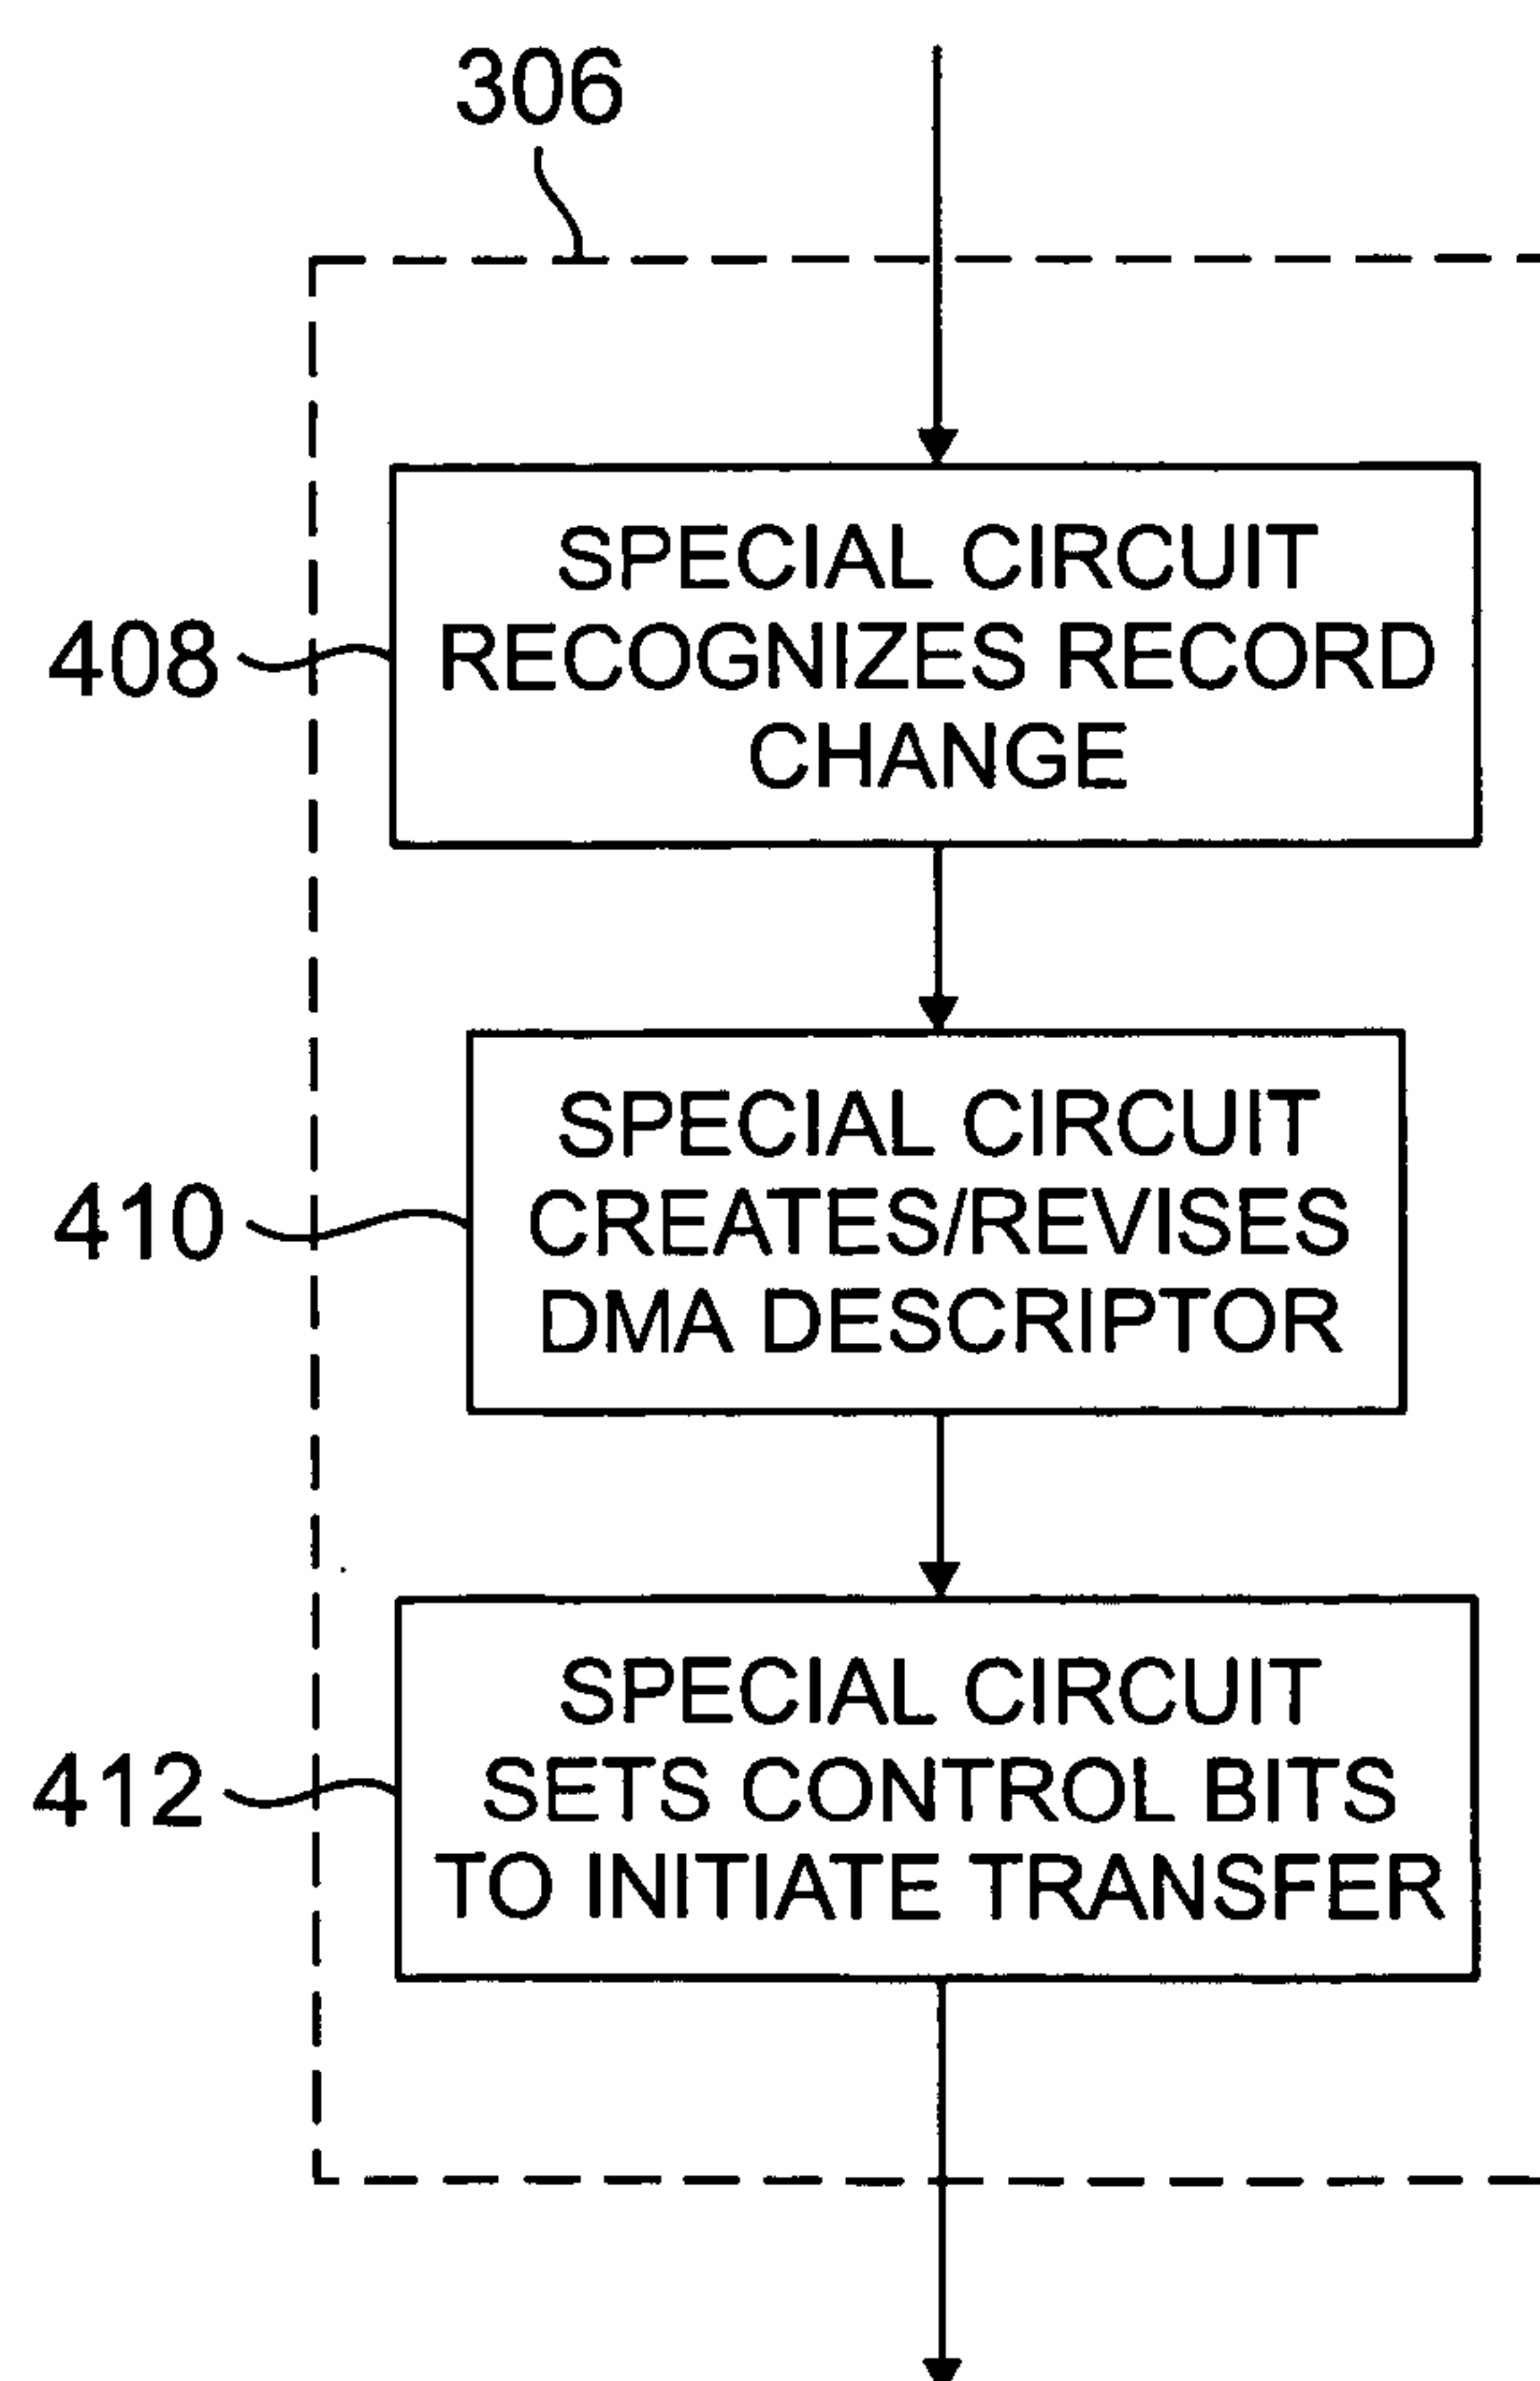 306
408
SPECIAL CIRCUIT
RECOGNIZES RECORD
CHANGE
410
SPECIAL CIRCUIT
CREATES/REVISES
DMA DESCRIPTOR
412
SPECIAL CIRCUIT
SETS CONTROL BITS
TO INITIATE TRANSFER